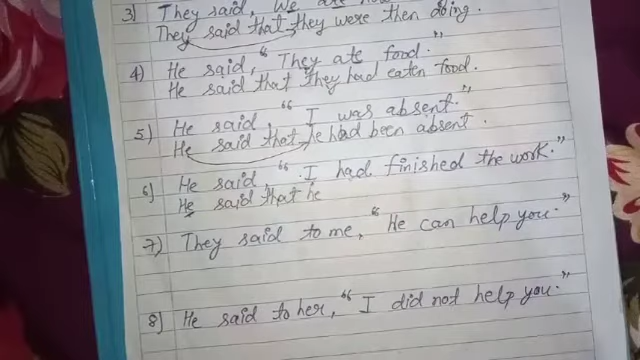 3] They said, We are
They said that they were then doing.
4) He said, "They ate food."
He said that they had eaten food.
5) He said, "I was absent."
He said that he had been absent.
6] He said "I had finished the work."
He said that he
7) They said to me, "He can help you."
8] He said to her, "I did not help you."